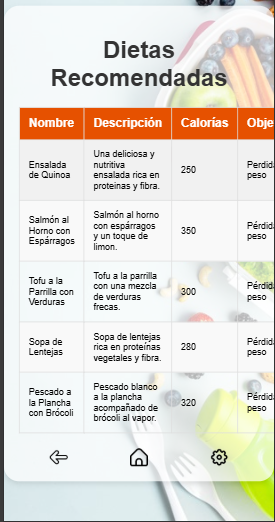 Dietas
Recomendadas
Nombre Descripción Calorías Obje
Ensalada
de Quinoa
Una deliciosa y
nutritiva
ensalada rica en
proteinas y fibra.
250
Perdida
peso
Salmón al
Horno con
Espárragos
Salmón al horno
con espárragos
y un toque de
limon.
350
Pérdida
peso
Tofu a la
Parrilla con
Verduras
Tofu a la parrilla
con una mezcla
de verduras
frecas.
300
Pérdida
peso
Sopa de
Lentejas
Sopa de lentejas
rica en proteínas
vegetales y fibra.
280
Pérdida
peso
Pescado a
la Plancha
con Brócoli
Pescado blanco
a la plancha
acompañado de
brócoli al vapor.
320
Pérdida
peso